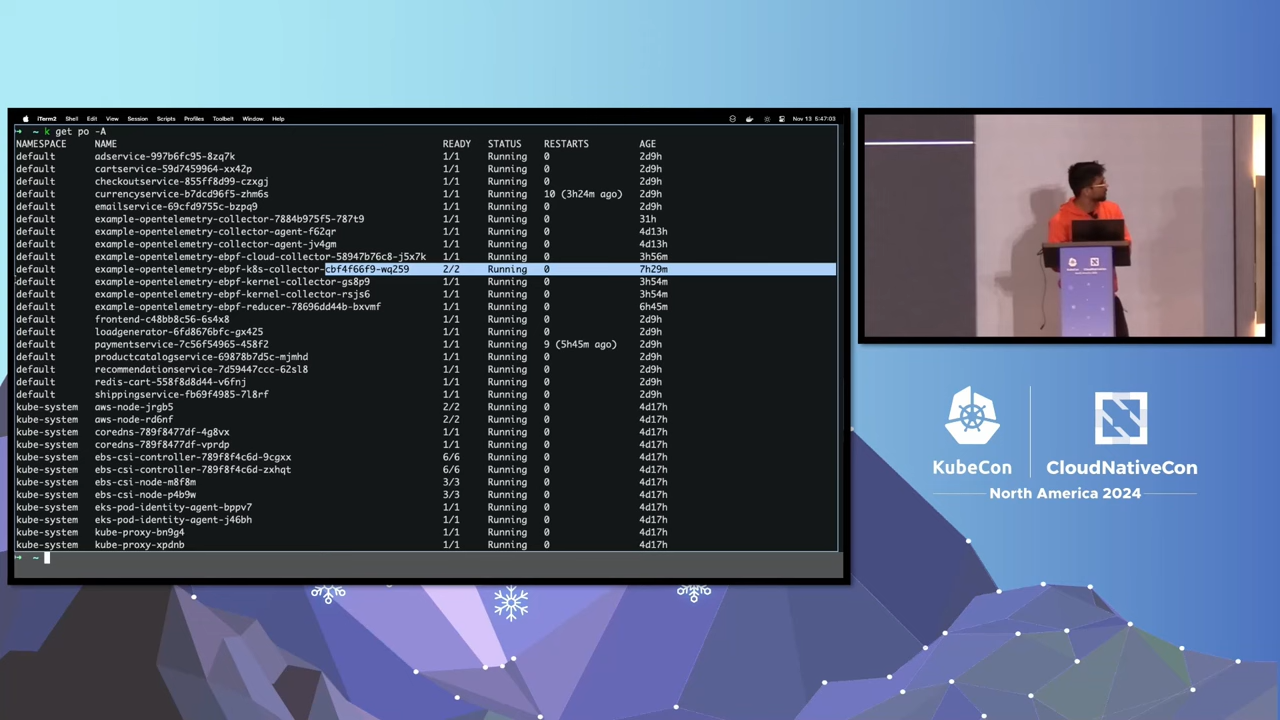 iTerm2 Shell Edit View Session Scripts Profiles Toolbelt Window Help Nov 13 5:47:03
→ ~ k get po -A
NAMESPACE NAME READY STATUS RESTARTS AGE
default adservice-997b6fc95-8zq7k 1/1 Running 0 2d9h
default cartservice-59d7459964-xx42p 1/1 Running 0 2d9h
default checkoutservice-855ff8d99-czxgj 1/1 Running 0 2d9h
default currencyservice-b7dcd96f5-zhm6s 1/1 Running 10 (3h24m ago) 2d9h
default emailservice-69cfd9755c-bzpq9 1/1 Running 0 2d9h
default example-opentelemetry-collector-7884b975f5-787t9 1/1 Running 0 31h
default example-opentelemetry-collector-agent-f62qr 1/1 Running 0 4d13h
default example-opentelemetry-collector-agent-jv4gm 1/1 Running 0 4d13h
default example-opentelemetry-ebpf-cloud-collector-58947b76c8-j5x7k 1/1 Running 0 3h56m
default example-opentelemetry-ebpf-k8s-collector-cbf4f66f9-wq259 2/2 Running 0 7h29m
default example-opentelemetry-ebpf-kernel-collector-gs8p9 1/1 Running 0 3h54m
default example-opentelemetry-ebpf-kernel-collector-rsjs6 1/1 Running 0 3h54m
default example-opentelemetry-ebpf-reducer-78696dd44b-bxvmf 1/1 Running 0 6h45m
default frontend-c48bb8c56-6s4x8 1/1 Running 0 2d9h
default loadgenerator-6fd8676bfc-gx425 1/1 Running 0 2d9h
default paymentservice-7c56f54965-458f2 1/1 Running 9 (5h45m ago) 2d9h
default productcatalogservice-69878b7d5c-mjmhd 1/1 Running 0 2d9h
default recommendationservice-7d59447ccc-62sl8 1/1 Running 0 2d9h
default redis-cart-558f8d8d44-v6fnj 1/1 Running 0 2d9h
default shippingservice-fb69f4985-7l8rf 1/1 Running 0 2d9h
kube-system aws-node-jrgb5 2/2 Running 0 4d17h
kube-system aws-node-rd6nf 2/2 Running 0 4d17h
kube-system coredns-789f8477df-4g8vx 1/1 Running 0 4d17h
kube-system coredns-789f8477df-vprdp 1/1 Running 0 4d17h
kube-system ebs-csi-controller-789f8f4c6d-9cgxx 6/6 Running 0 4d17h
kube-system ebs-csi-controller-789f8f4c6d-zxhqt 6/6 Running 0 4d17h
kube-system ebs-csi-node-m8f8m 3/3 Running 0 4d17h
kube-system ebs-csi-node-p4b9w 3/3 Running 0 4d17h
kube-system eks-pod-identity-agent-bppv7 1/1 Running 0 4d17h
kube-system eks-pod-identity-agent-j46bh 1/1 Running 0 4d17h
kube-system kube-proxy-bn9g4 1/1 Running 0 4d17h
kube-system kube-proxy-xpdnb 1/1 Running 0 4d17h
→ ~
KubeCon CloudNativeCon
North America 2024